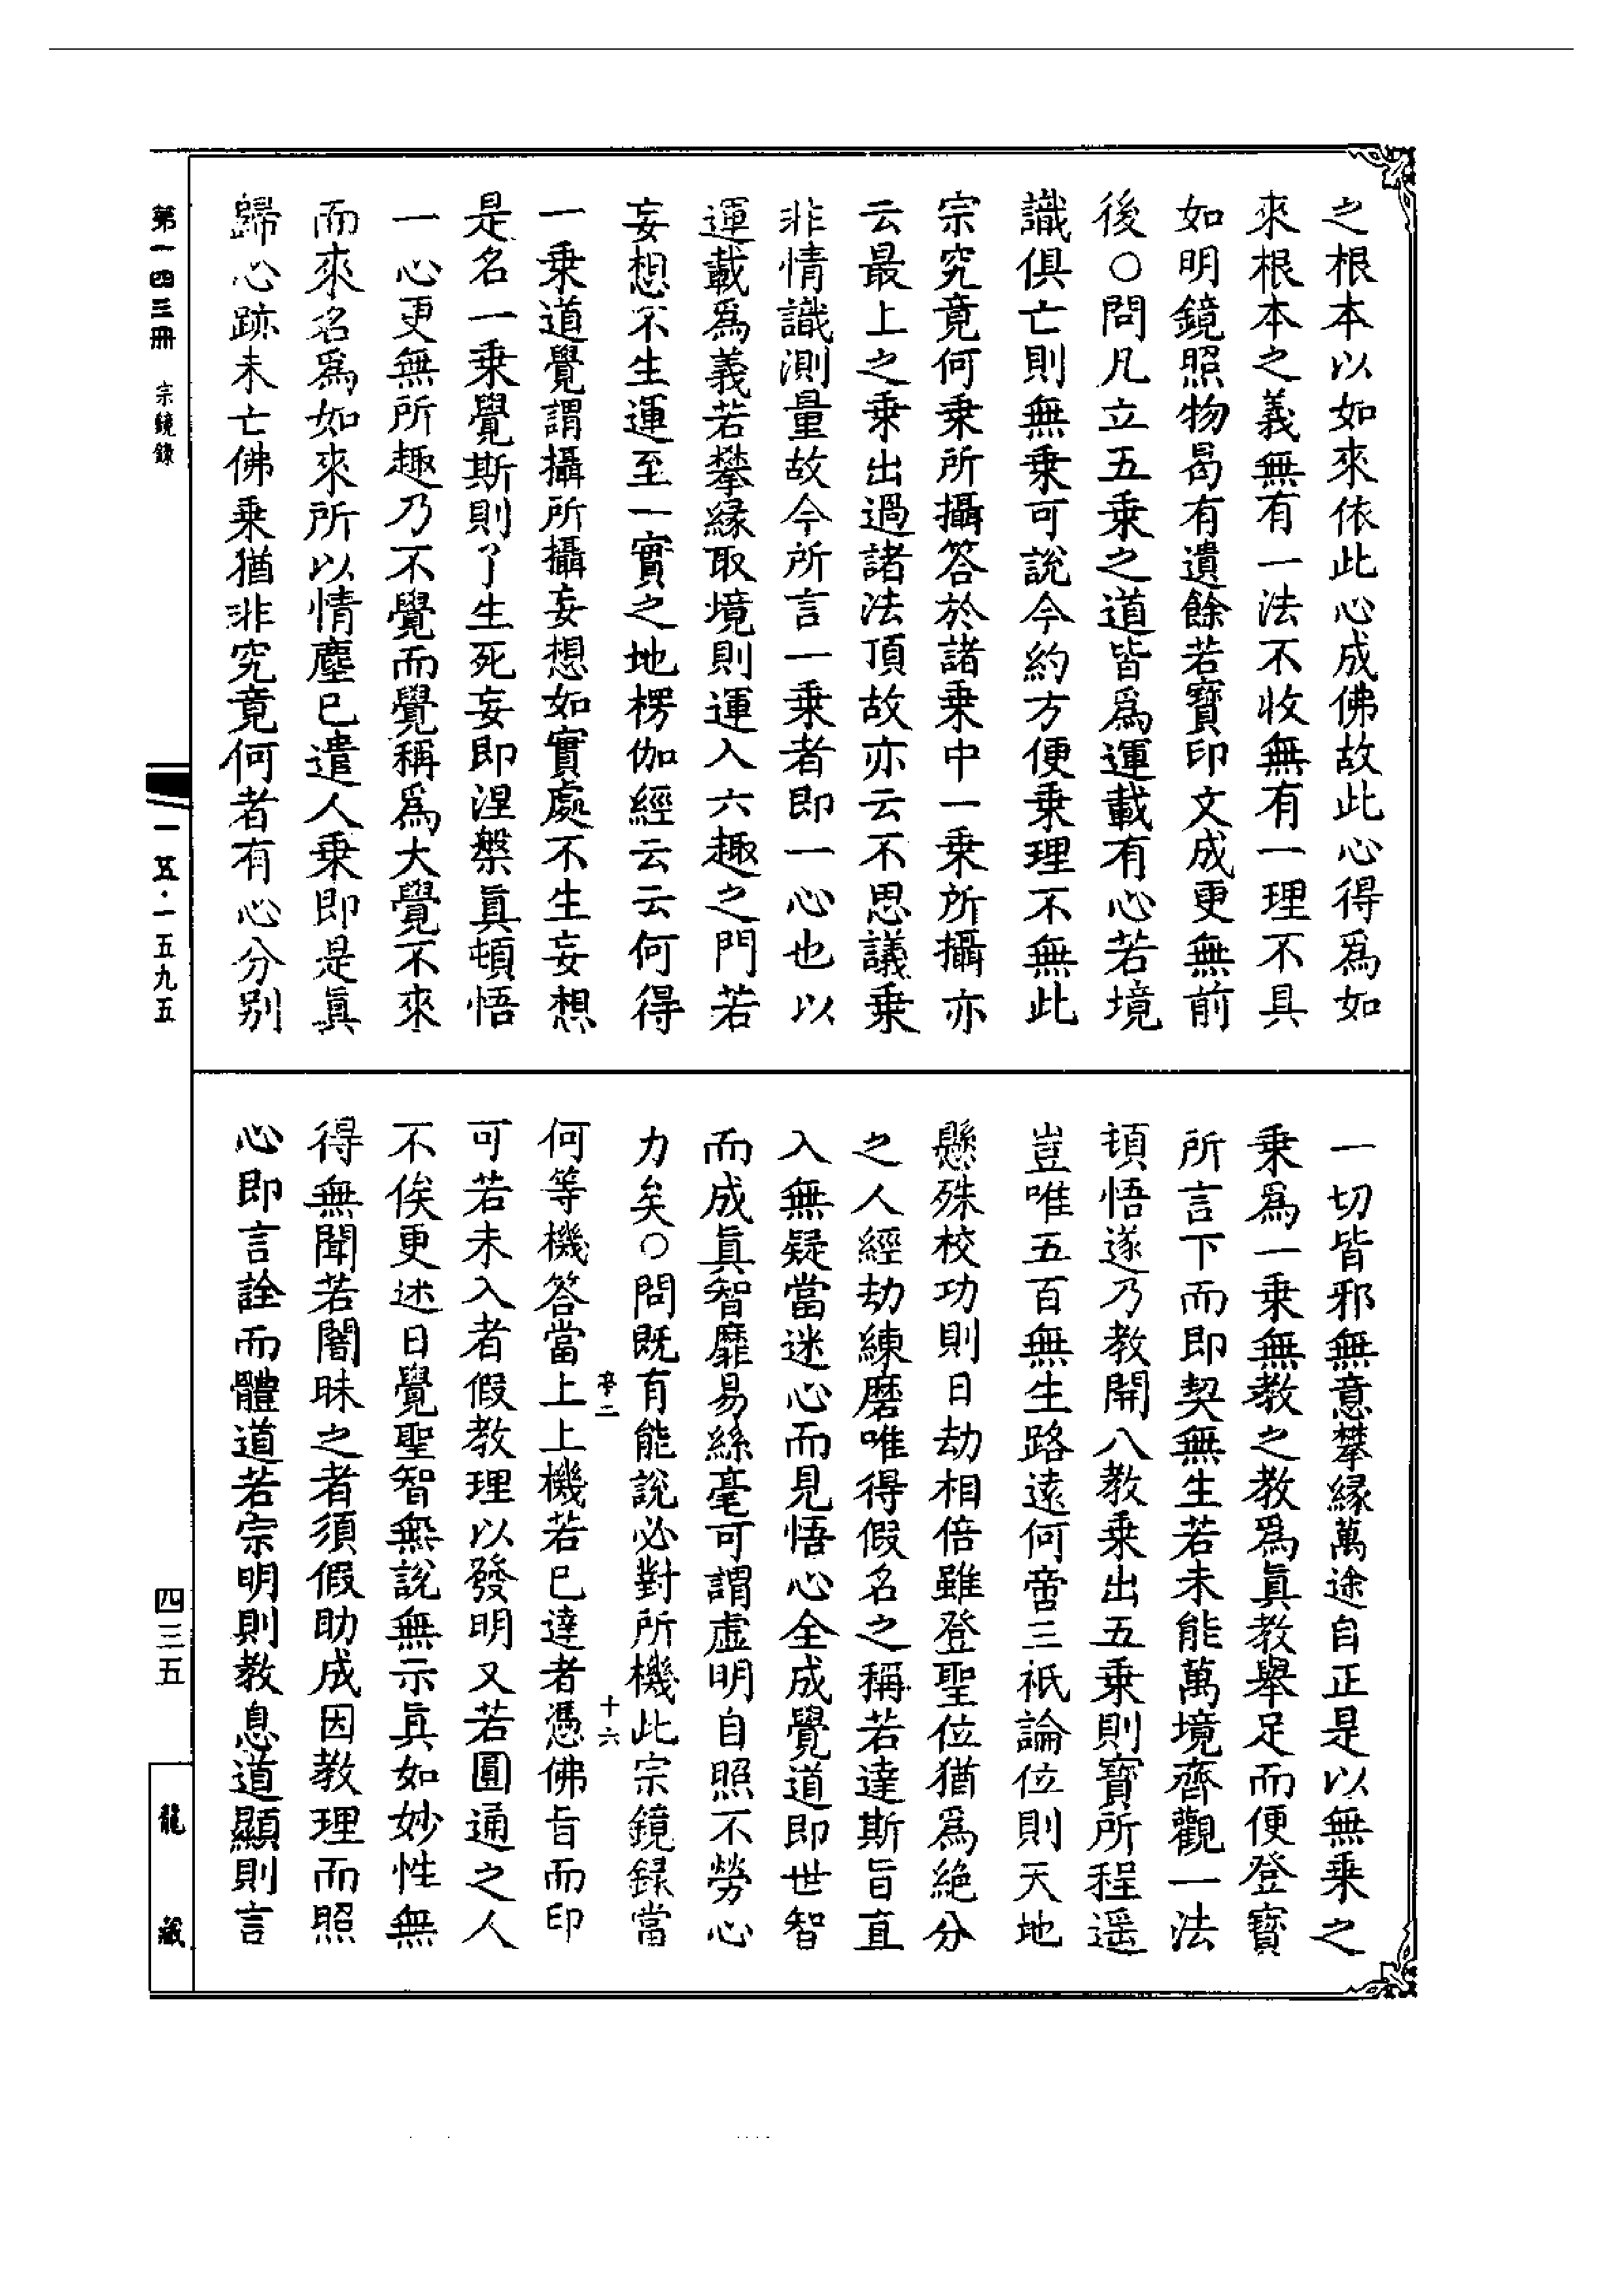 之根本以如來依此心成佛故此心得爲如
來根本之義無有一法不收無有一理不具
如明鏡照物曷有遺餘若寶印文成更無前
後○問凡立五乗之道皆爲運載有心若境
識俱亡則無乗可說今約方便乗理不無此
宗究竟何乗所攝答於諸乗中一乗所攝亦
云最上之乗出過諸法頂故亦云不思議乗
非情識測量故今所言一乗者即一心也以
運載爲義若攀緣取境則運入六趣之門若
妄想不生運至一實之地楞伽經云云何得
一乗道覺謂攝所攝妄想如實處不生妄想
是名一乗覺斯則了生死妄即涅槃眞頓悟
一心更無所趣乃不覺而覺稱爲大覺不來
而來名爲如來所以情塵已遣人乗即是眞
歸心跡未亡佛乗猶非究竟何者有心分别
一切皆邪無意攀緣萬途自正是以無乗之
乗爲一乗無教之教爲眞教舉足而便登寶
所言下而即契無生若未能萬境齊觀一法
頓悟遂乃教開八教乗出五乗則寶所程遥
豈唯五百無生路遠何啻三祇論位則天地
懸殊校功則日劫相倍雖登聖位猶爲絶分
之人經劫練磨唯得假名之稱若達斯旨直
入無疑當迷心而見悟心全成覺道即世智
而成眞智靡易絲毫可謂虚明自照不勞心
力矣○問既有能說必對所機此宗鏡録當
亭二 十六
何等機答當上上機若已達者憑佛旨而印
可若未入者假教理以發明又若圓通之人
不俟更述日覺聖智無說無示眞如妙性無
得無聞若闇昧之者須假助成因教理而照
心即言詮而體道若宗明則教息道顯則言
第一四三冊 宗鏡錄
一五·一五九五
四三五
龍藏